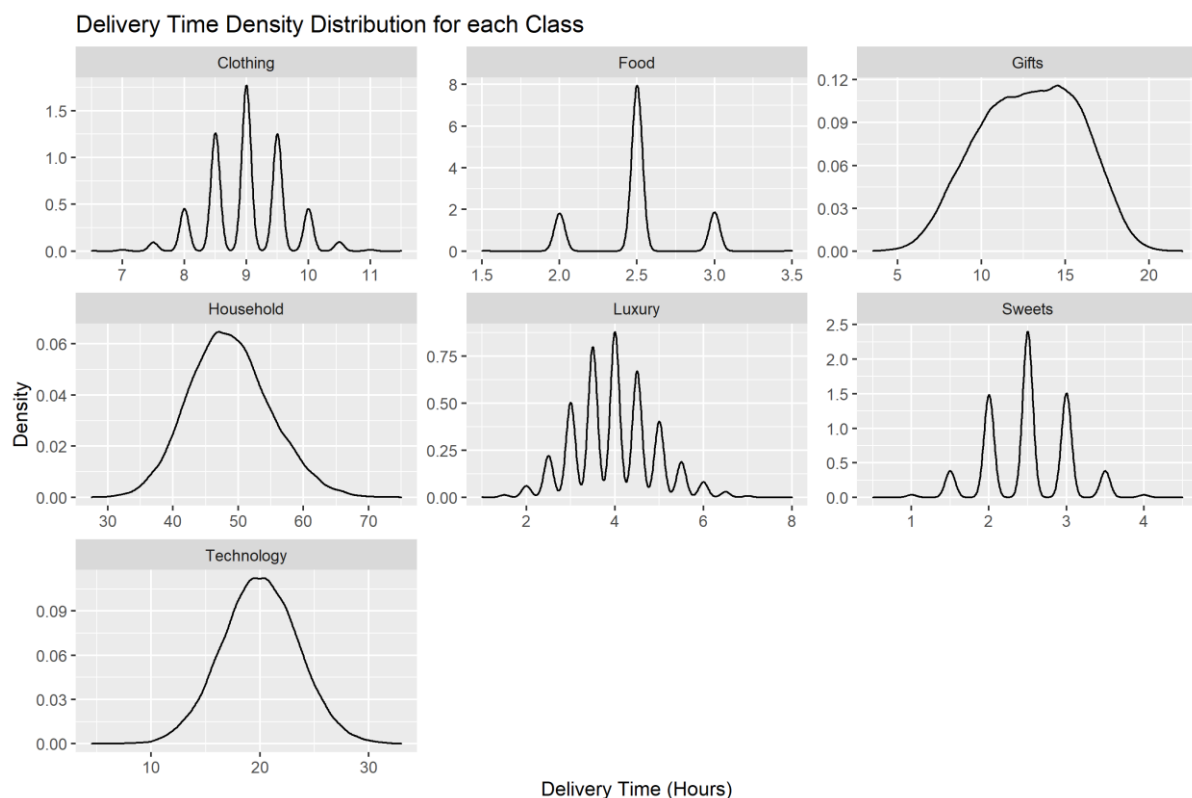 Delivery Time Density Distribution for each Class
Clothing
Food
Gifts
1.5
1.0
0.5
0.0
7 8 9 10 11
8
6
4
2
0
1.5 2.0 2.5 3.0 3.5
0.12
0.09
0.06
0.03
0.00
5 10 15 20
Household
Luxury
Sweets
0.06
0.04
0.02
0.00
30 40 50 60 70
0.75
0.50
0.25
0.00
2 4 6 8
2.5
2.0
1.5
1.0
0.5
0.0
1 2 3 4
Technology
0.09
0.06
0.03
0.00
10 20 30
Density
Delivery Time (Hours)